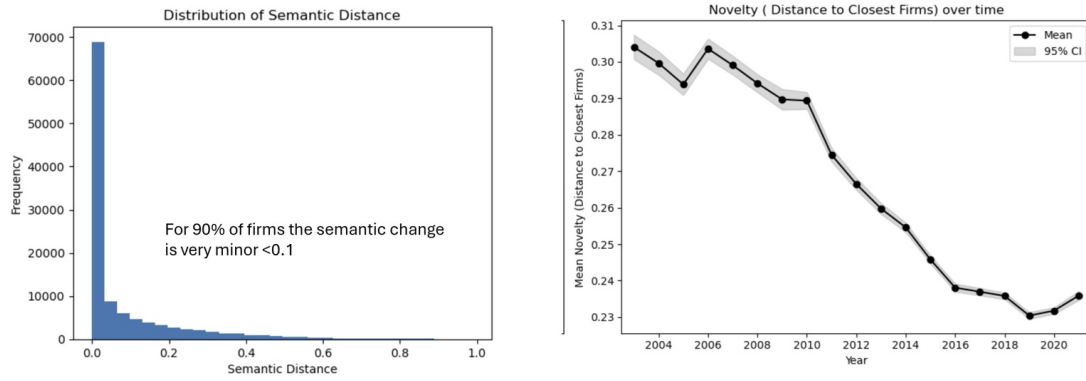 Distribution of Semantic Distance
70000
60000
50000
40000
30000
20000
10000
0
Frequency
For 90% of firms the semantic change
is very minor <0.1
0.0 0.2 0.4 0.6 0.8 1.0
Semantic Distance
Novelty ( Distance to Closest Firms) over time
Mean
95% CI
0.31
0.30
0.29
0.28
0.27
0.26
0.25
0.24
0.23
Mean Novelty (Distance to Closest Firms)
2004 2006 2008 2010 2012 2014 2016 2018 2020
Year